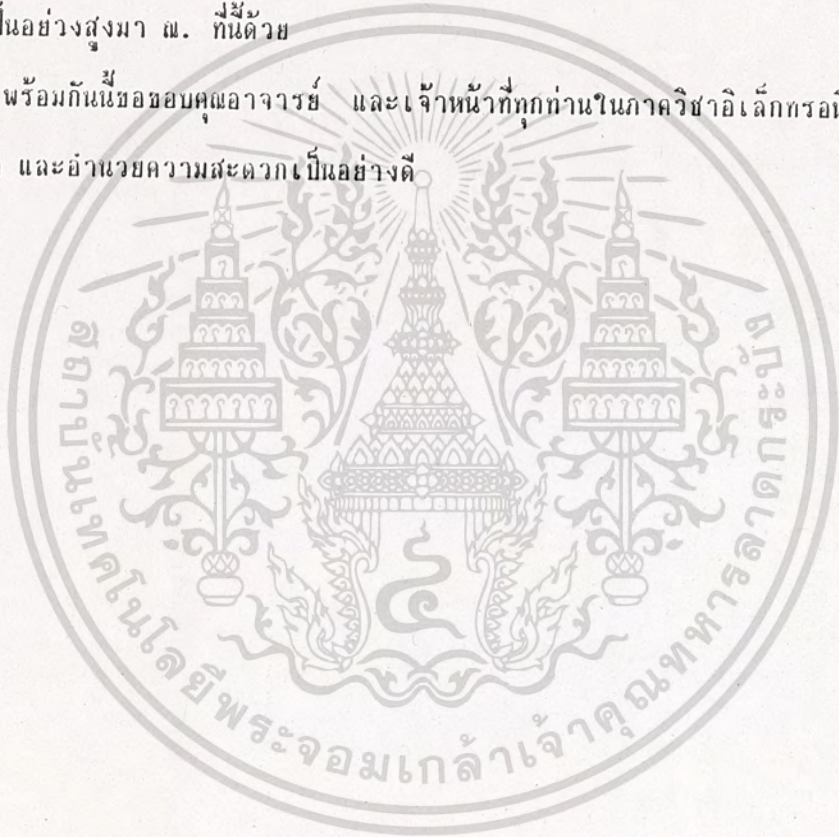 ป็นอย่างสูงมา ณ. ที่นี้ด้วย
พร้อมกันนี้ขอขอบคุณอาจารย์ และเจ้าหน้าที่ทุกท่านในภาควิชาอิเล็กทรอนิ
และอำนวยความสะดวกเป็นอย่างดี
สถาบันเทคโนโลยีพระจอมเกล้าเจ้าคุณทหารลาดกระบัง
๔